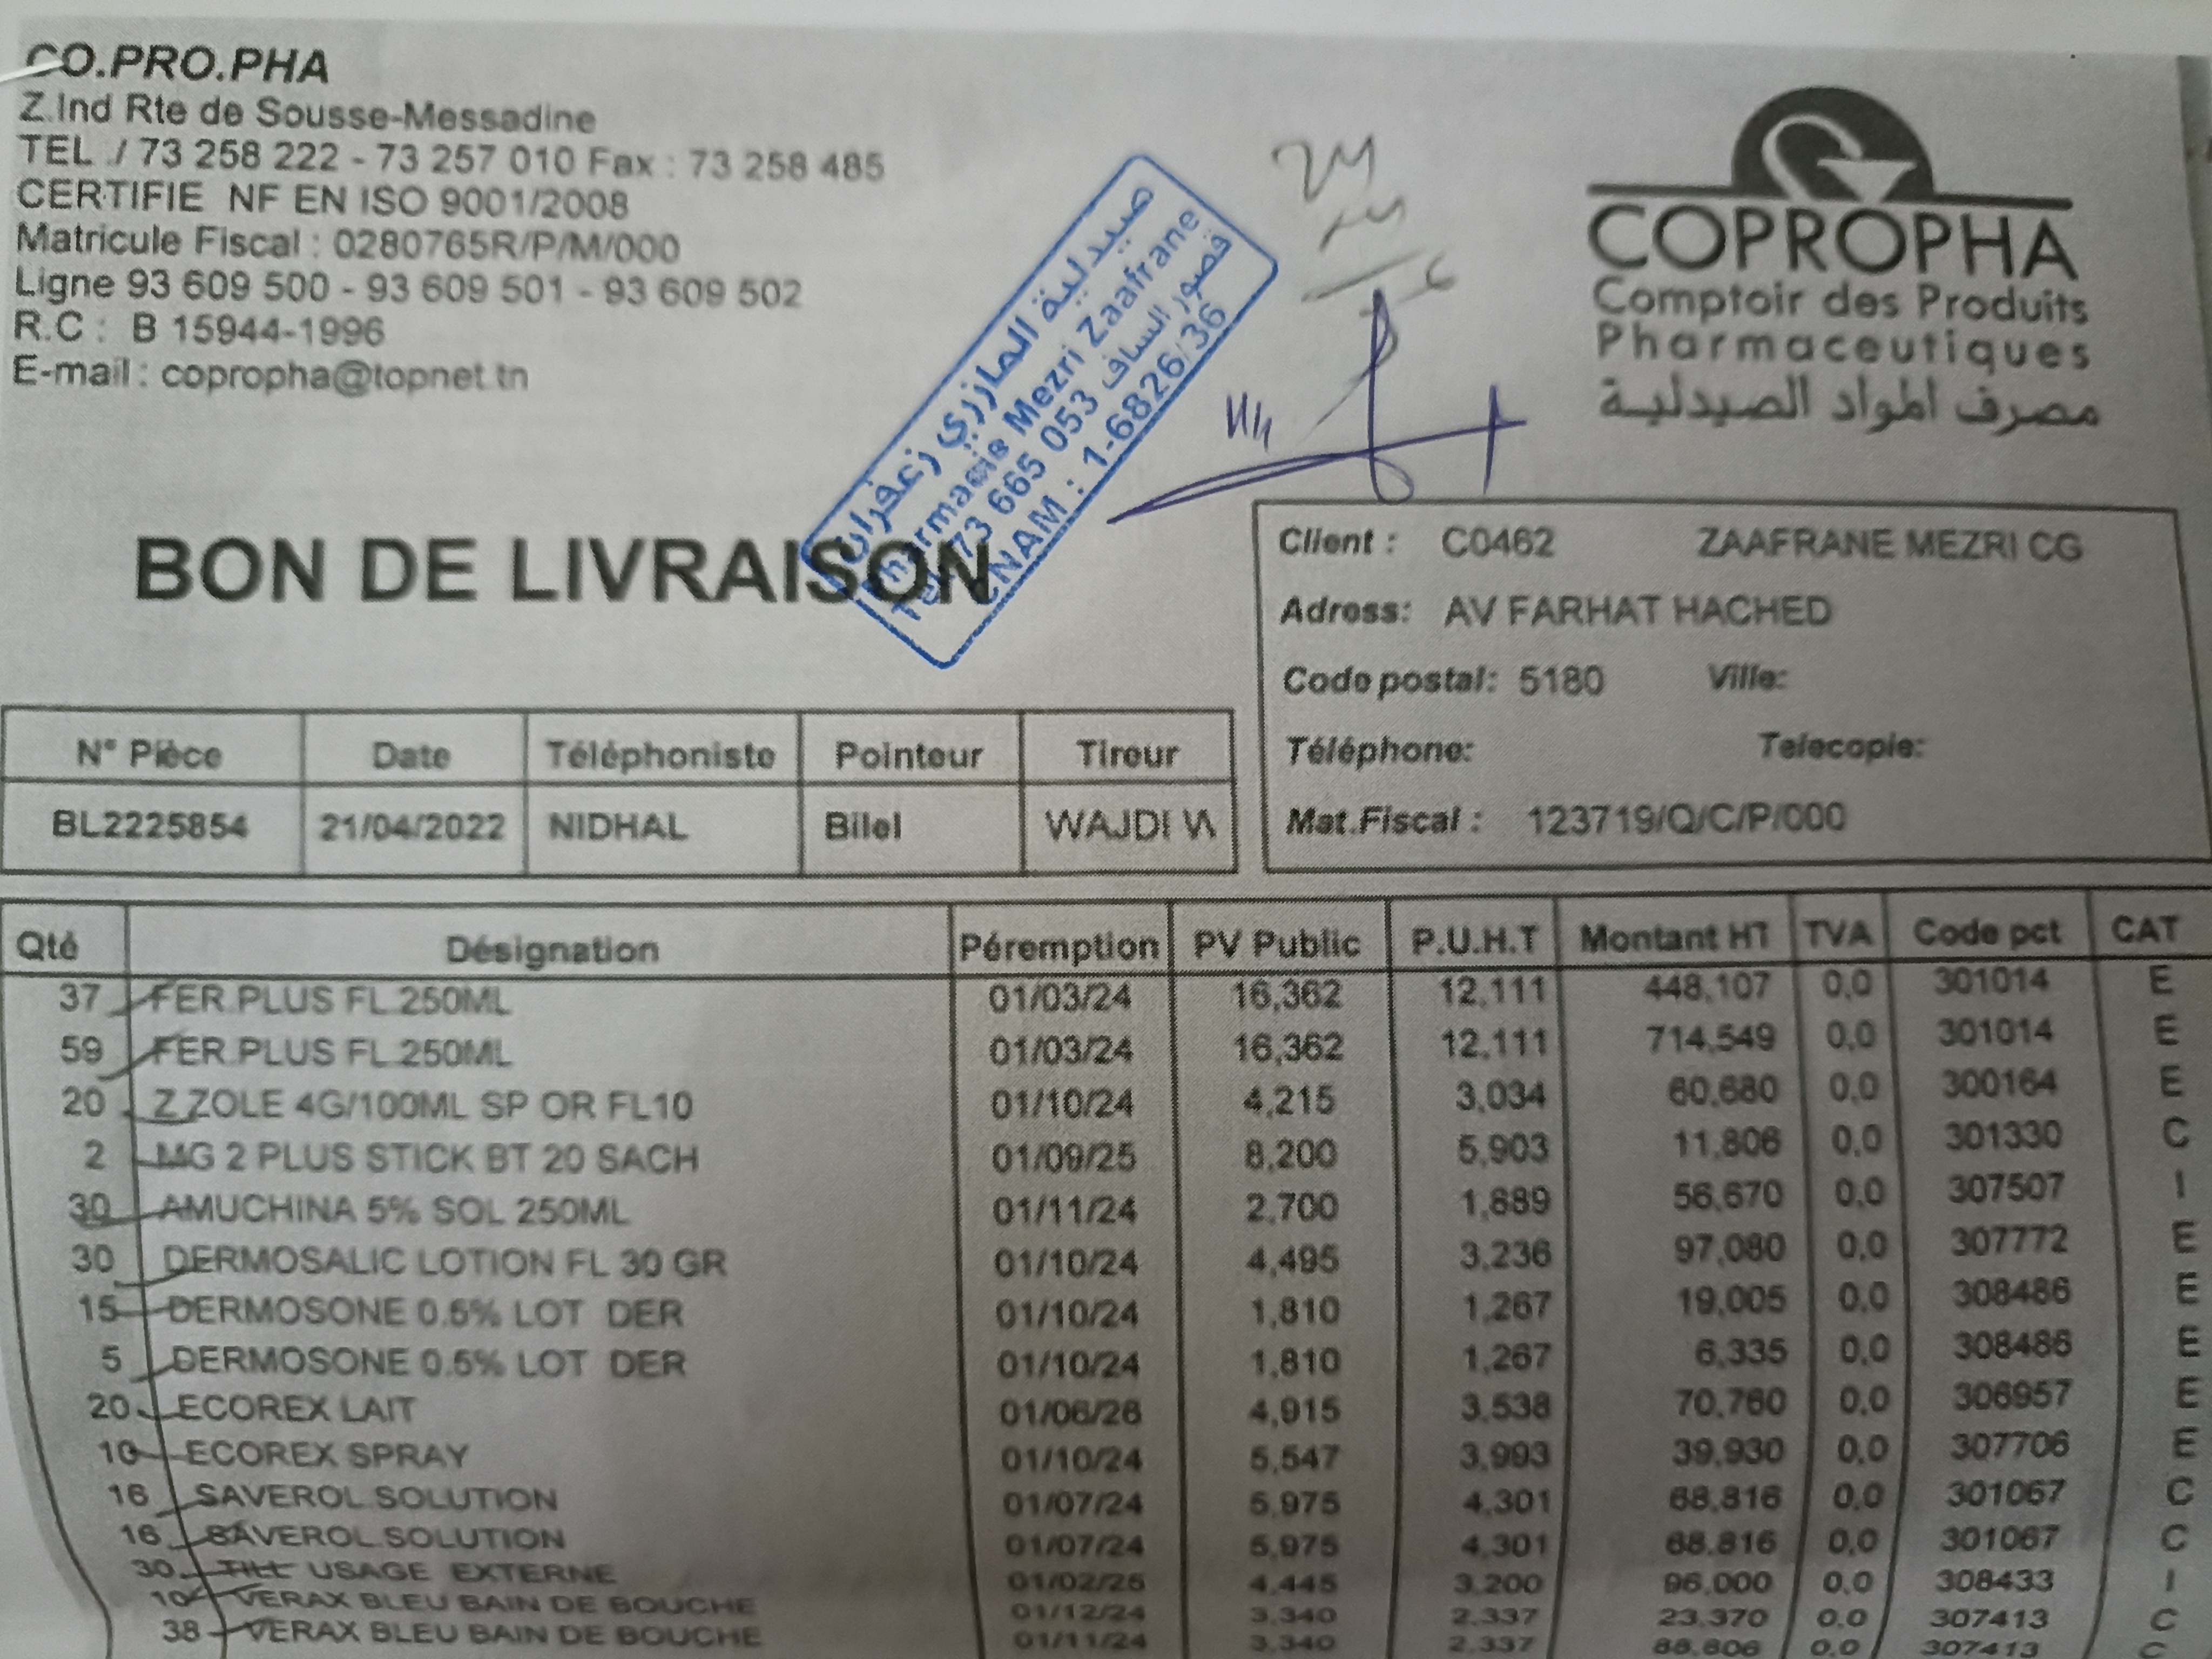 CO.PRO.PHA
Z.Ind Rte de Sousse-Messadine
TEL ./ 73 258 222 - 73 257 010 Fax : 73 258 485
CERTIFIE NF EN ISO 9001/2008
Matricule Fiscal : 0280765R/P/M/000
Ligne 93 609 500 - 93 609 501 - 93 609 502
R.C : B 15944-1996
E-mail : copropha@topnet.tn
صيدلية المازري زعفران
Pharmacie Mezri Zaafrane
Tel 73 665 053 قصور الساف
CNAM : 1-6826/36
COPROPHA
Comptoir des Produits
Pharmaceutiques
مصرف المواد الصيدلية
BON DE LIVRAISON
Client : C0462 ZAAFRANE MEZRI CG
Adress: AV FARHAT HACHED
Code postal: 5180 Ville:
Téléphone: Telecopie:
Mat.Fiscal : 123719/Q/C/P/000
N° Pièce Date Téléphoniste Pointeur Tireur
BL2225854 21/04/2022 NIDHAL Bilel WAJDI W
Qté Désignation Péremption PV Public P.U.H.T Montant HT TVA Code pct CAT
37 FER.PLUS FL.250ML 01/03/24 16,362 12,111 448,107 0,0 301014 E
59 FER.PLUS FL.250ML 01/03/24 16,362 12,111 714,549 0,0 301014 E
20 Z.ZOLE 4G/100ML SP OR FL10 01/10/24 4,215 3,034 60,680 0,0 300164 E
2 MG 2 PLUS STICK BT 20 SACH 01/09/25 8,200 5,903 11,806 0,0 301330 C
30 AMUCHINA 5% SOL 250ML 01/11/24 2,700 1,889 56,670 0,0 307507 I
30 DERMOSALIC LOTION FL 30 GR 01/10/24 4,495 3,236 97,080 0,0 307772 E
15 DERMOSONE 0.5% LOT DER 01/10/24 1,810 1,267 19,005 0,0 308486 E
5 DERMOSONE 0.5% LOT DER 01/10/24 1,810 1,267 6,335 0,0 308486 E
20 ECOREX LAIT 01/06/26 4,915 3,538 70,760 0,0 306957 E
10 ECOREX SPRAY 01/10/24 5,547 3,993 39,930 0,0 307706 E
16 SAVEROL.SOLUTION 01/07/24 5,975 4,301 68,816 0,0 301067 C
16 SAVEROL.SOLUTION 01/07/24 5,975 4,301 68,816 0,0 301067 C
30 TILL USAGE EXTERNE 01/02/25 4,445 3,200 96,000 0,0 308433 I
10 VERAX BLEU BAIN DE BOUCHE 01/12/24 3,340 2,337 23,370 0,0 307413 C
38 VERAX BLEU BAIN DE BOUCHE 01/11/24 3,340 2,337 88,806 0,0 307413 C